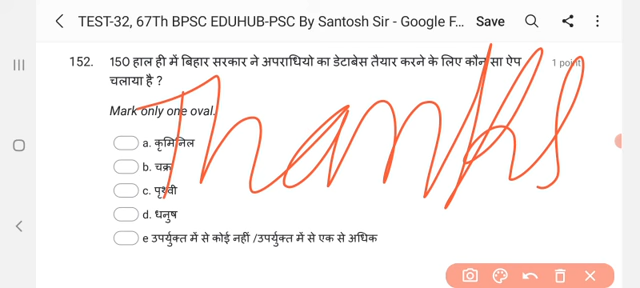 TEST-32, 67Th BPSC EDUHUB-PSC By Santosh Sir - Google F... Save
152. 150 हाल ही में बिहार सरकार ने अपराधियो का डेटाबेस तैयार करने के लिए कौन सा ऐप 1 point
चलाया है ?
Mark only one oval.
Thanks
a. कृमिनिल
b. चक्र
c. पृथ्वी
d. धनुष
e उपर्युक्त में से कोई नहीं /उपर्युक्त में से एक से अधिक